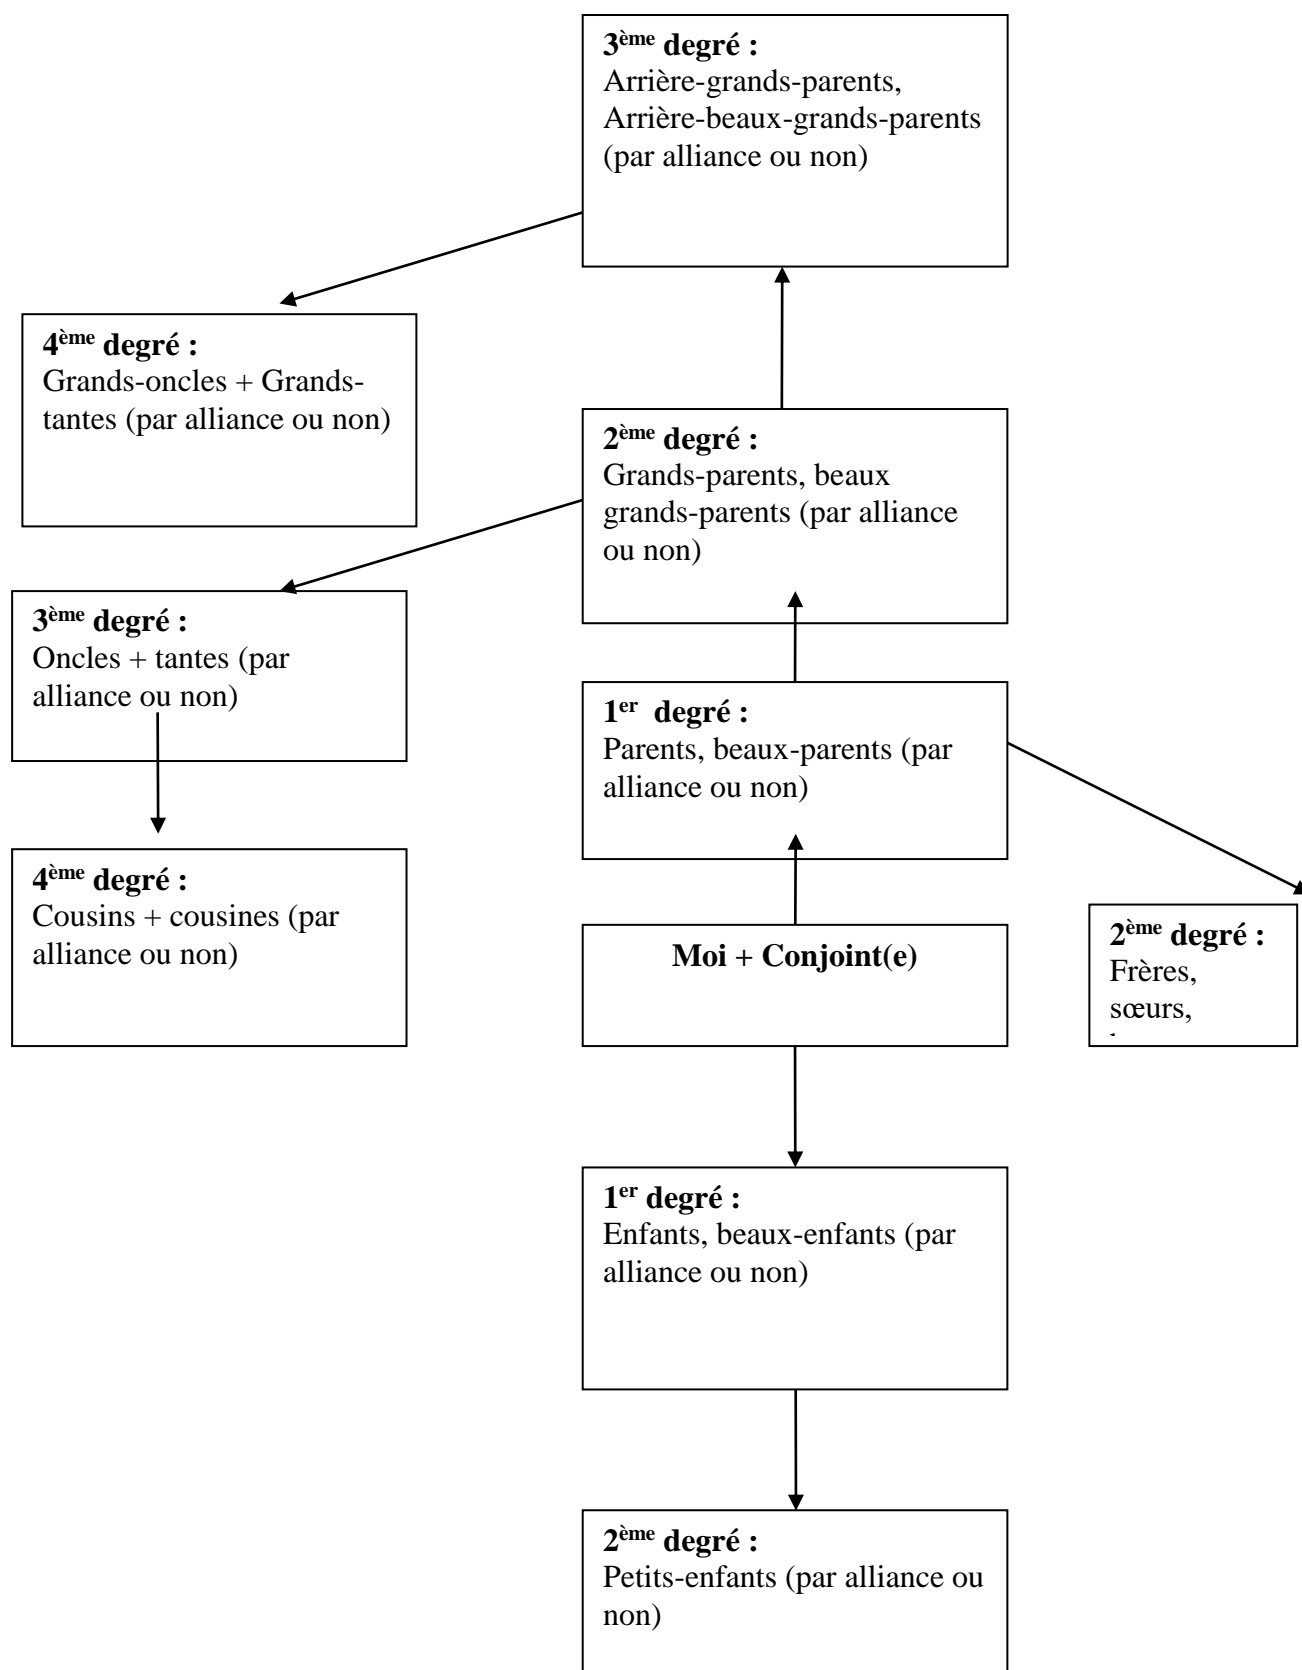 3ème degré :
Arrière-grands-parents,
Arrière-beaux-grands-parents
(par alliance ou non)
4ème degré :
Grands-oncles + Grands-
tantes (par alliance ou non)
2ème degré :
Grands-parents, beaux
grands-parents (par alliance
ou non)
3ème degré :
Oncles + tantes (par
alliance ou non)
1er degré :
Parents, beaux-parents (par
alliance ou non)
4ème degré :
Cousins + cousines (par
alliance ou non)
Moi + Conjoint(e)
2ème degré :
Frères,
sœurs,
1er degré :
Enfants, beaux-enfants (par
alliance ou non)
2ème degré :
Petits-enfants (par alliance ou
non)